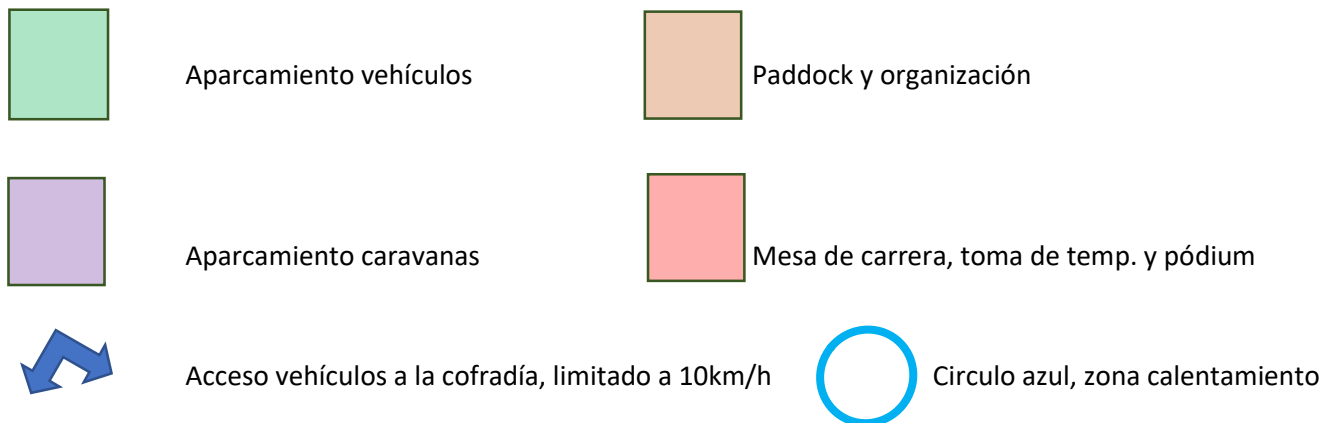 Aparcamiento vehículos
Paddock y organización
Aparcamiento caravanas
Mesa de carrera, toma de temp. y pódium
Acceso vehículos a la cofradía, limitado a 10km/h
Circulo azul, zona calentamiento